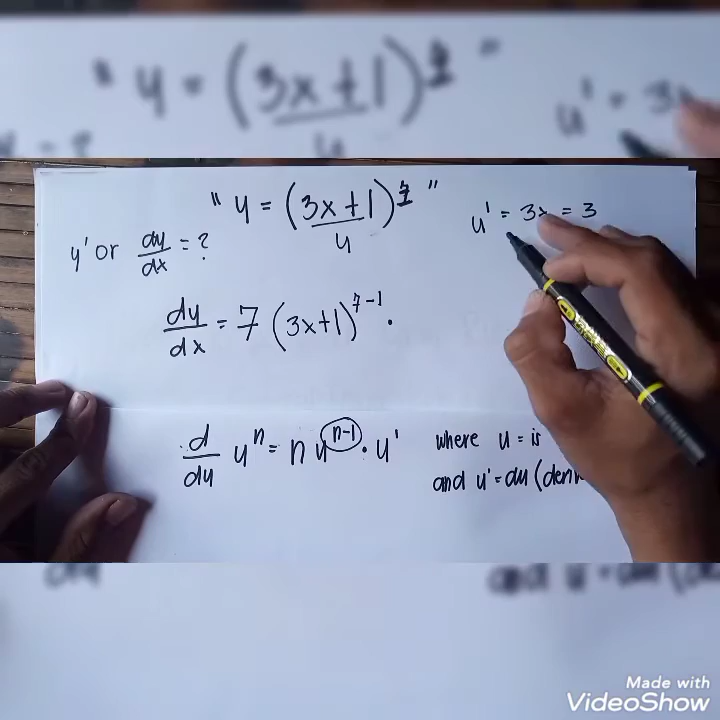 " y = (3x+1)^7 "
u
u' = 3x = 3
y' or dy/dx = ?
dy/dx = 7 (3x+1)^7-1 .
d/du u^n = n u^n-1 . u'
where u = is
and u' = du (deriv
Made with
VideoShow